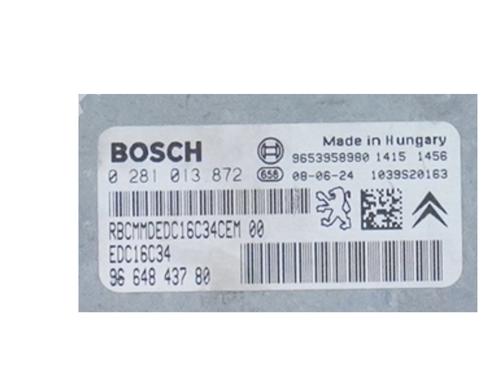 BOSCH
Made in Hungary
9653958980 1415 1456
0 281 013 872
658 08-06-24 1039S20163
RBCMMDEDC16C34CEM 00
EDC16C34
96 648 437 80